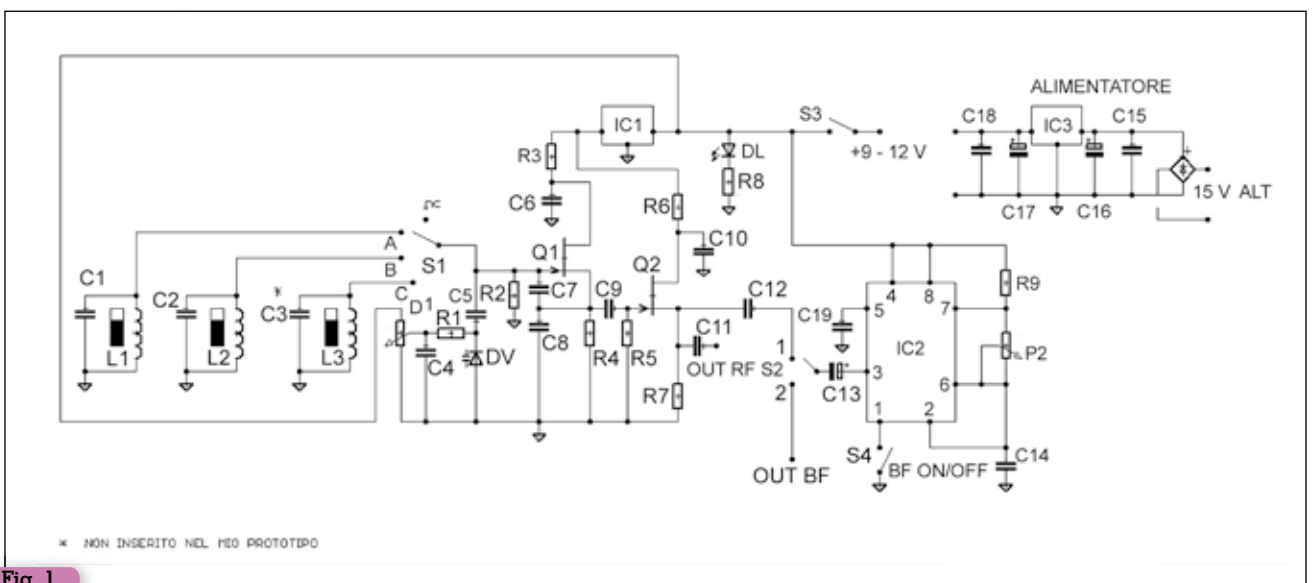 ALIMENTATORE
C18
IC3
C15
S3
+9 - 12 V
15 V ALT
C17
C16
IC1
R3
DL
R8
C6
R6
C10
nc
A
S1
B
C
D1
Q1
Q2
C1
C2
*
C3
C5
R2
C7
C9
C12
R1
C4
DV
C8
R4
R5
C11
OUT RF
S2
R7
1
2
OUT BF
C13
C19
L1
L2
L3
4
8
5
7
IC2
3
6
1
2
R9
P2
S4
BF ON/OFF
C14
* NON INSERITO NEL MIO PROTOTIPO
Fig. 1